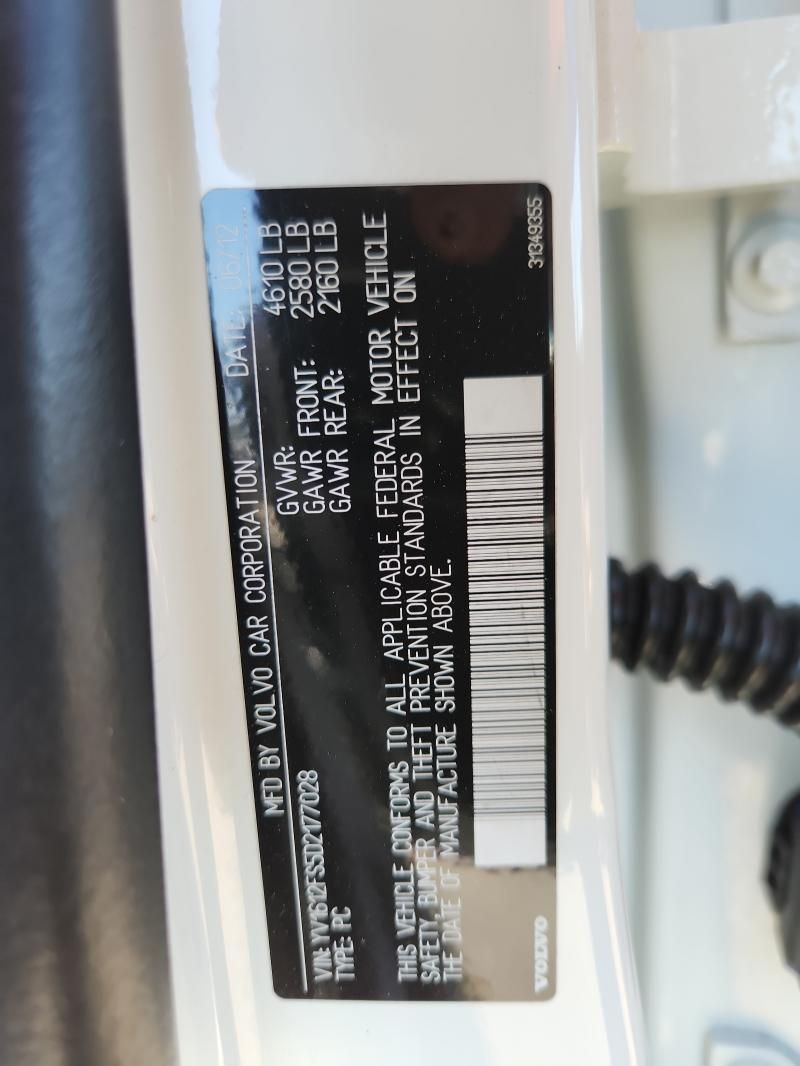 MFD BY VOLVO CAR CORPORATION DATE: 06/12
VIN: YV1612FS5D2177028 GVWR: 4610 LB
TYPE: PC GAWR FRONT: 2580 LB
GAWR REAR: 2160 LB
THIS VEHICLE CONFORMS TO ALL APPLICABLE FEDERAL MOTOR VEHICLE
SAFETY, BUMPER AND THEFT PREVENTION STANDARDS IN EFFECT ON
THE DATE OF MANUFACTURE SHOWN ABOVE.
VOLVO 31349355